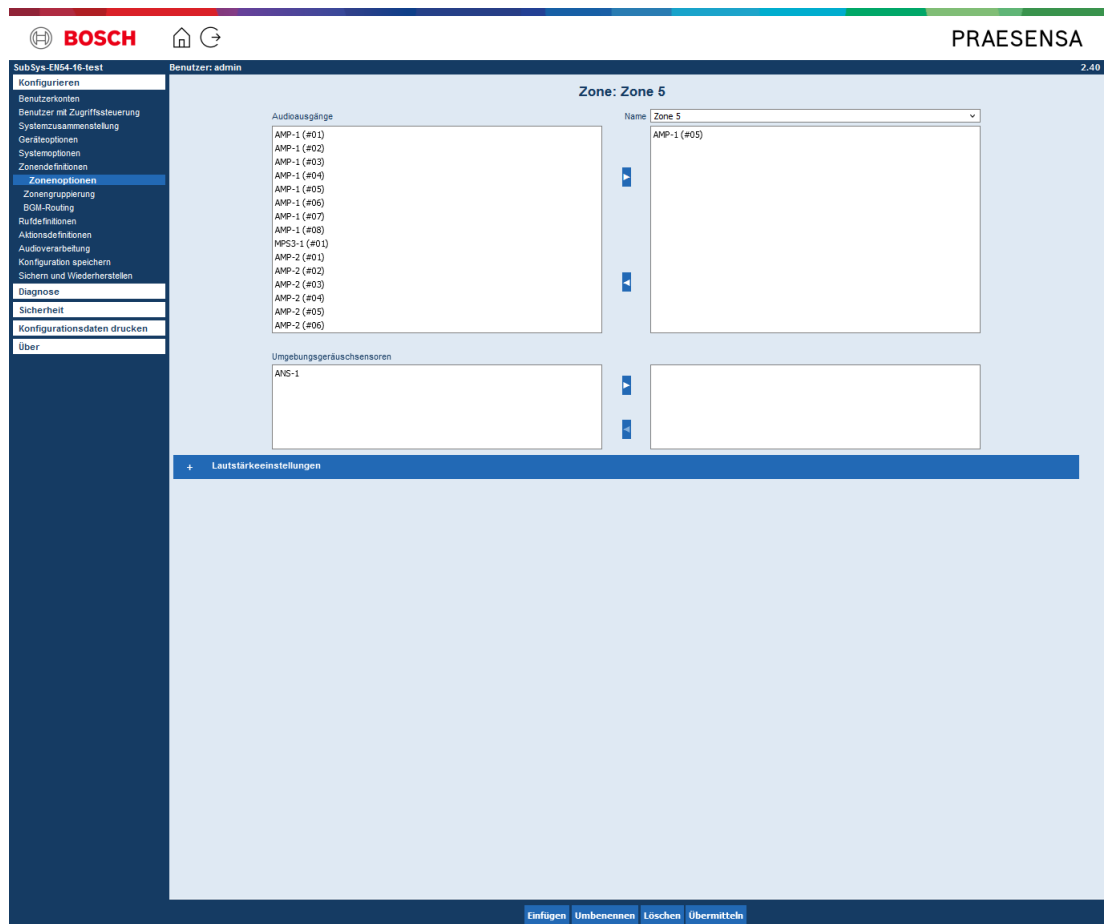 BOSCH
PRAESENSA
SubSys-EN54-16-test
Benutzer: admin
2.40
Konfigurieren
Benutzerkonten
Benutzer mit Zugriffssteuerung
Systemzusammenstellung
Geräteoptionen
Systemoptionen
Zonendefinitionen
Zonenoptionen
Zonengruppierung
BGM-Routing
Rufdefinitionen
Aktionsdefinitionen
Audioverarbeitung
Konfiguration speichern
Sichern und Wiederherstellen
Diagnose
Sicherheit
Konfigurationsdaten drucken
Über
Zone: Zone 5
Audioausgänge
AMP-1 (#01)
AMP-1 (#02)
AMP-1 (#03)
AMP-1 (#04)
AMP-1 (#05)
AMP-1 (#06)
AMP-1 (#07)
AMP-1 (#08)
MPS3-1 (#01)
AMP-2 (#01)
AMP-2 (#02)
AMP-2 (#03)
AMP-2 (#04)
AMP-2 (#05)
AMP-2 (#06)
Name Zone 5
AMP-1 (#05)
Umgebungsgeräuschsensoren
ANS-1
+ Lautstärkeeinstellungen
Einfügen Umbenennen Löschen Übermitteln